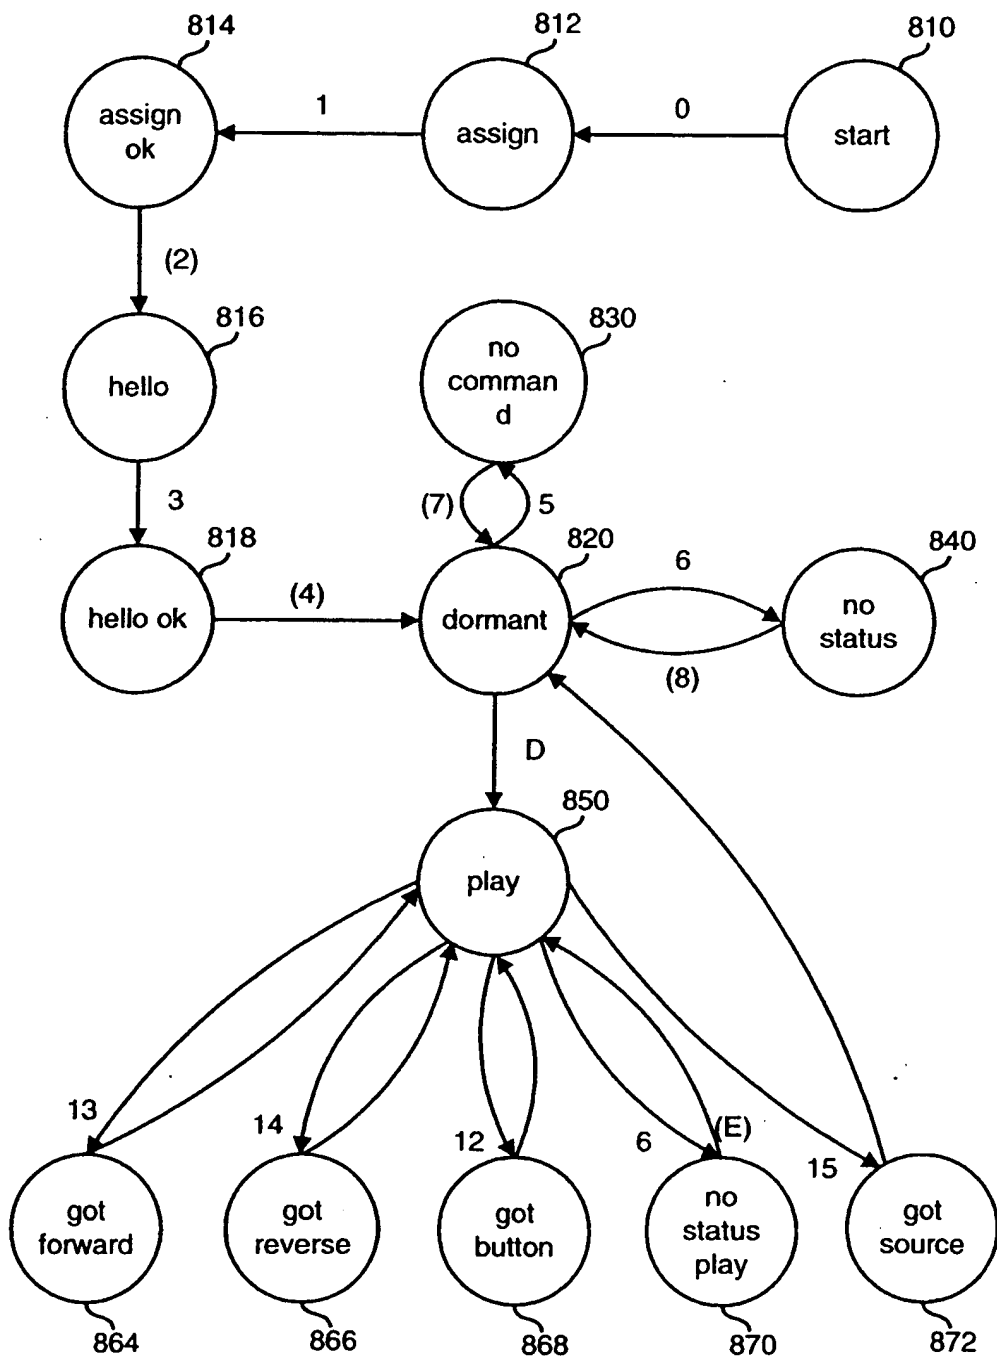 814
812
810
assign
ok
1
assign
0
start
(2)
816
830
hello
no
comman
d
3
(7)
5
818
820
840
hello ok
(4)
dormant
6
no
status
(8)
D
850
play
13
14
12
6
(E)
15
got
forward
got
reverse
got
button
no
status
play
got
source
864
866
868
870
872